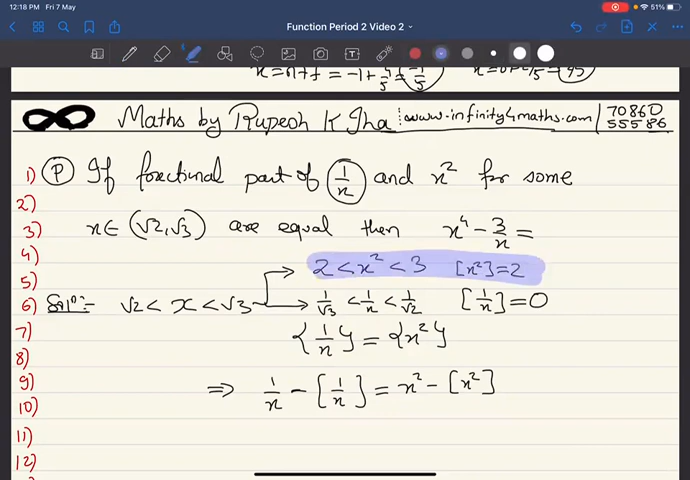 12:18 PM Fri 7 May
51%
Function Period 2 Video 2
Maths by Rupesh K Jha www.infinity4maths.com 70860 55586
1) P If fractional part of 1/x and x² for some
2)
3) x ∈ (√2, √3) are equal then x⁴ - 3/x =
4) 2 < x² < 3 [x²] = 2
5)
6) Solⁿ:- √2 < x < √3 1/√3 < 1/x < 1/√2 [1/x] = 0
7) {1/x} = {x²}
8)
9) ⇒ 1/x - [1/x] = x² - [x²]
10)
11)
12)